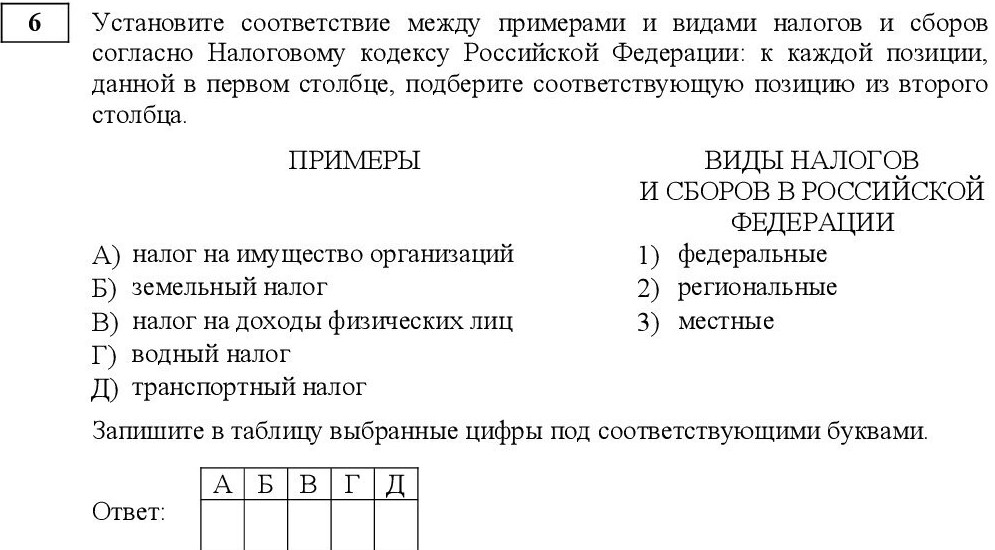 6
Установите соответствие между примерами и видами налогов и сборов
согласно Налоговому кодексу Российской Федерации: к каждой позиции,
данной в первом столбце, подберите соответствующую позицию из второго
столбца.
ПРИМЕРЫ
А) налог на имущество организаций
Б) земельный налог
В) налог на доходы физических лиц
Г) водный налог
Д) транспортный налог
ВИДЫ НАЛОГОВ
И СБОРОВ В РОССИЙСКОЙ
ФЕДЕРАЦИИ
1) федеральные
2) региональные
3) местные
Запишите в таблицу выбранные цифры под соответствующими буквами.
Ответ:
А Б В Г Д